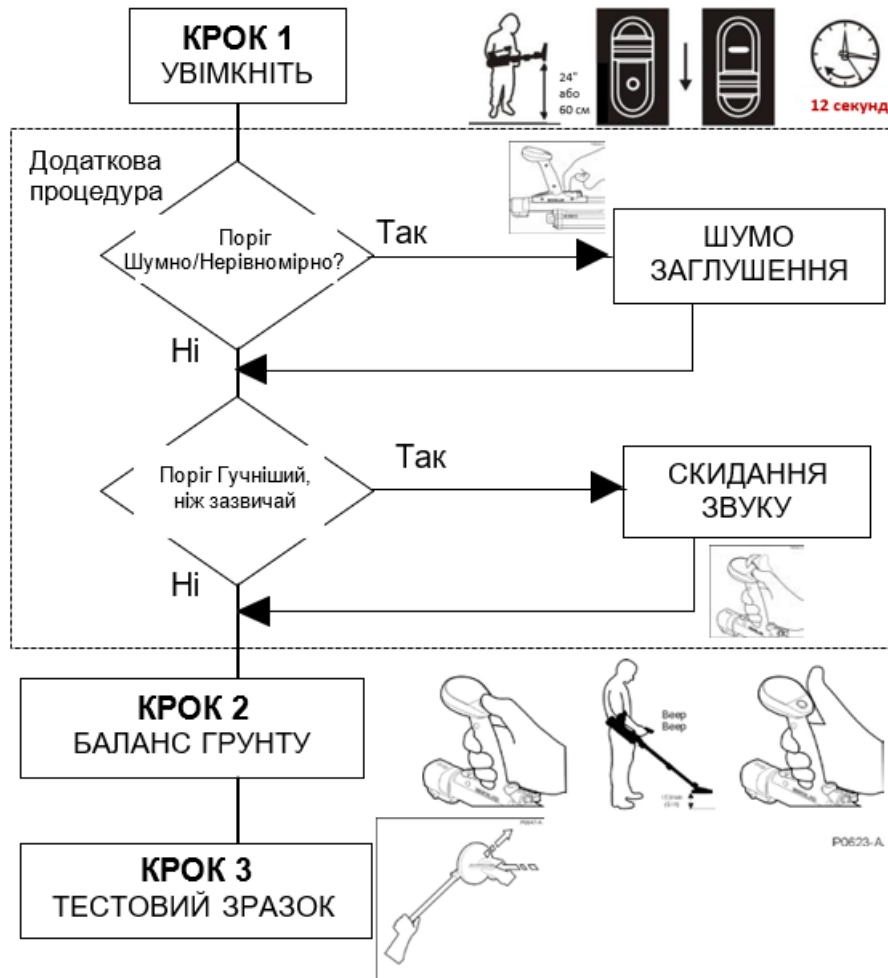 КРОК 1
УВІМКНІТЬ
24"
або
60 см
12 секунд
Додаткова
процедура
Поріг
Шумно/Нерівномірно?
Так
ШУМО
ЗАГЛУШЕННЯ
Ні
Поріг Гучніший,
ніж зазвичай
Так
СКИДАННЯ
ЗВУКУ
Ні
КРОК 2
БАЛАНС ГРУНТУ
Beep
Beep
P0623-A
КРОК 3
ТЕСТОВИЙ ЗРАЗОК